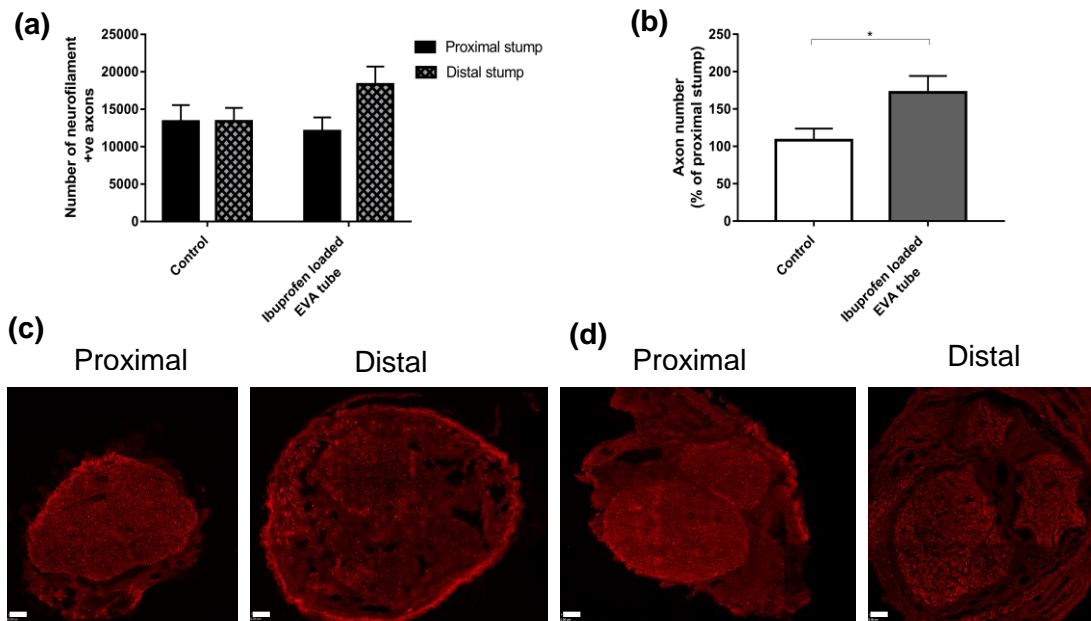 (a)
Number of neurofilament
+ve axons
25000
20000
15000
10000
5000
0
Control
Ibuprofen loaded
EVA tube
Proximal stump
Distal stump
(b)
Axon number
(% of proximal stump)
250
200
150
100
50
0
*
Control
Ibuprofen loaded
EVA tube
(c)
Proximal
Distal
(d)
Proximal
Distal